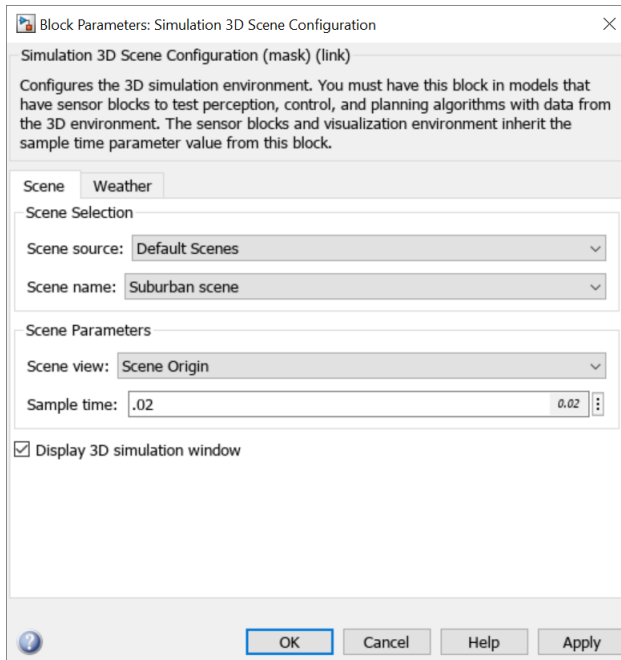 Block Parameters: Simulation 3D Scene Configuration
Simulation 3D Scene Configuration (mask) (link)
Configures the 3D simulation environment. You must have this block in models that
have sensor blocks to test perception, control, and planning algorithms with data from
the 3D environment. The sensor blocks and visualization environment inherit the
sample time parameter value from this block.
Scene Weather
Scene Selection
Scene source: Default Scenes
Scene name: Suburban scene
Scene Parameters
Scene view: Scene Origin
Sample time: .02 0.02
Display 3D simulation window
OK Cancel Help Apply